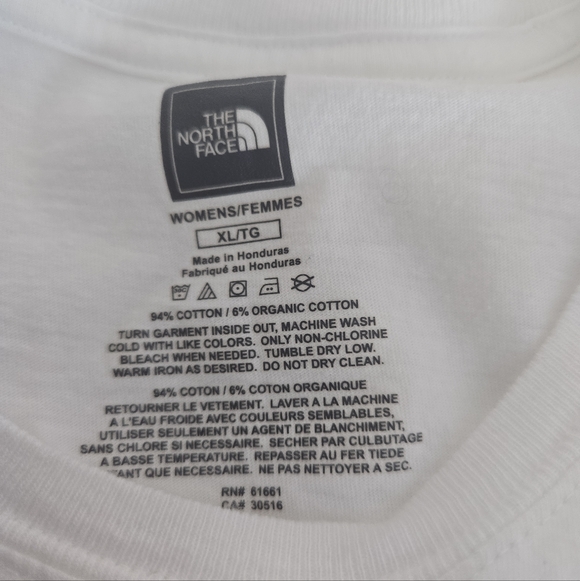 THE
NORTH
FACE
WOMENS/FEMMES
XL/TG
Made in Honduras
Fabriqué au Honduras
94% COTTON / 6% ORGANIC COTTON
TURN GARMENT INSIDE OUT, MACHINE WASH
COLD WITH LIKE COLORS. ONLY NON-CHLORINE
BLEACH WHEN NEEDED. TUMBLE DRY LOW.
WARM IRON AS DESIRED. DO NOT DRY CLEAN.
94% COTON / 6% COTON ORGANIQUE
RETOURNER LE VETEMENT. LAVER A LA MACHINE
A L'EAU FROIDE AVEC COULEURS SEMBLABLES,
UTILISER SEULEMENT UN AGENT DE BLANCHIMENT,
SANS CHLORE SI NECESSAIRE. SECHER PAR CULBUTAGE
A BASSE TEMPERATURE. REPASSER AU FER TIEDE
QUE NECESSAIRE. NE PAS NETTOYER A SEC.
RN# 61661
CA# 30516